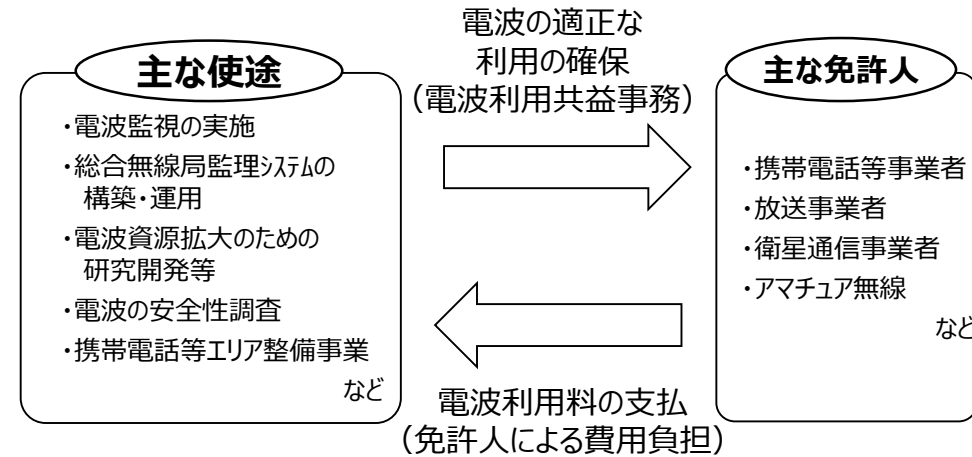 電波の適正な
利用の確保
（電波利用共益事務）
主な使途
・電波監視の実施
・総合無線局監理ｼｽﾃﾑの
構築・運用
・電波資源拡大のための
研究開発等
・電波の安全性調査
・携帯電話等ｴﾘｱ整備事業
など
主な免許人
・携帯電話等事業者
・放送事業者
・衛星通信事業者
・アマチュア無線
など
電波利用料の支払
（免許人による費用負担）